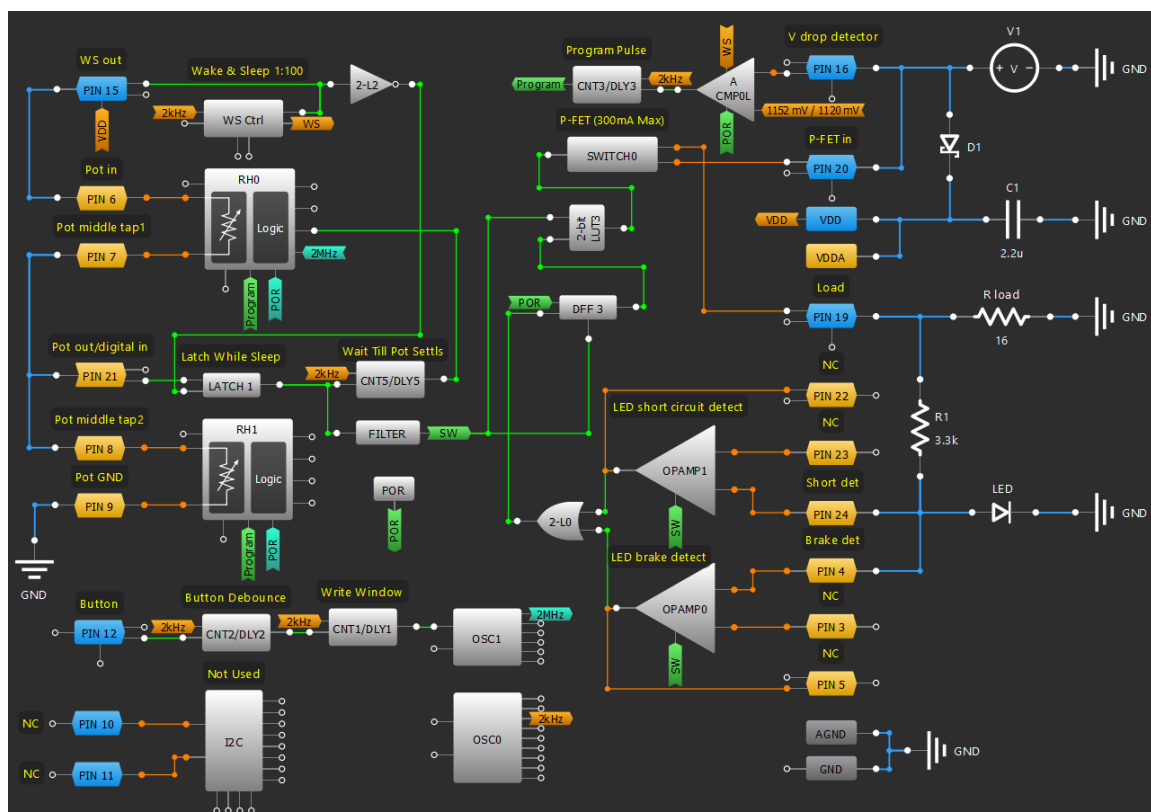 WS out
PIN 15
VDD
Wake & Sleep 1:100
2kHz
WS Ctrl
WS
2-L2
Pot in
PIN 6
Pot middle tap1
PIN 7
RH0
Logic
2MHz
Program
POR
Pot out/digital in
PIN 21
Latch While Sleep
LATCH 1
Wait Till Pot Settls
2kHz
CNT5/DLY5
FILTER
SW
Pot middle tap2
PIN 8
Pot GND
PIN 9
GND
RH1
Logic
Program
POR
POR
POR
Button
PIN 12
Button Debounce
2kHz
CNT2/DLY2
Write Window
2kHz
CNT1/DLY1
OSC1
2MHz
Not Used
NC
PIN 10
NC
PIN 11
I2C
OSC0
2kHz
Program Pulse
Program
CNT3/DLY3
2kHz
WS
A
CMP0L
POR
1152 mV / 1120 mV
V drop detector
PIN 16
V1
V
GND
P-FET (300mA Max)
SWITCH0
P-FET in
PIN 20
D1
2-bit
LUT3
VDD
VDD
VDDA
C1
2.2u
GND
POR
DFF 3
Load
PIN 19
R load
16
GND
NC
PIN 22
LED short circuit detect
OPAMP1
SW
NC
PIN 23
R1
3.3k
Short det
PIN 24
LED
GND
2-L0
LED brake detect
OPAMP0
SW
Brake det
PIN 4
NC
PIN 3
NC
PIN 5
AGND
GND
GND